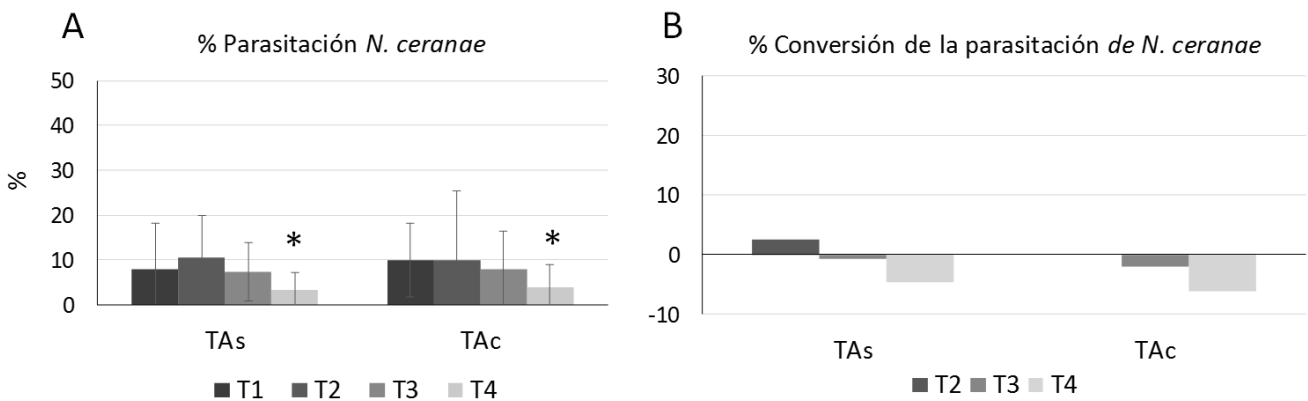 A
% Parasitación N. ceranae
%
50
40
30
20
10
0
*
*
TAs TAc
T1 T2 T3 T4
B
% Conversión de la parasitación de N. ceranae
30
20
10
0
-10
TAs TAc
T2 T3 T4